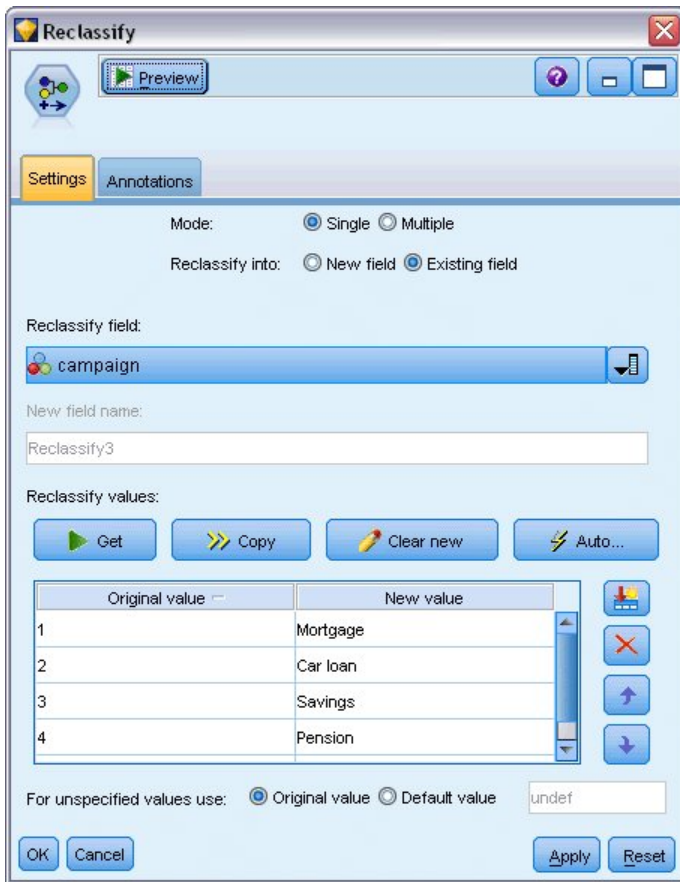 Reclassify
Preview
Settings Annotations
Mode: Single Multiple
Reclassify into: New field Existing field
Reclassify field:
campaign
New field name:
Reclassify3
Reclassify values:
Get Copy Clear new Auto...
Original value New value
1 Mortgage
2 Car loan
3 Savings
4 Pension
For unspecified values use: Original value Default value undef
OK Cancel Apply Reset